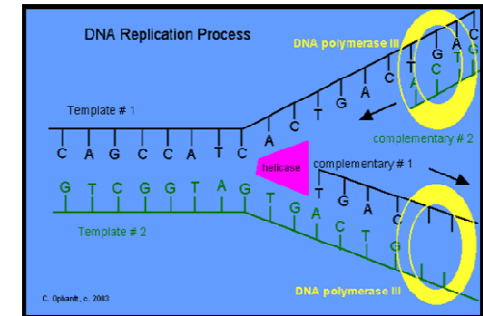 DNA Replication Process
DNA polymerase III
Template # 1
C A G C C A T C A C T G A C T G A C
A C T G
complementary # 2
helicase
complementary # 1
T G A C
G T C G G T A G T G A C T G
Template # 2
DNA polymerase III
C. Ophardt, c. 2003